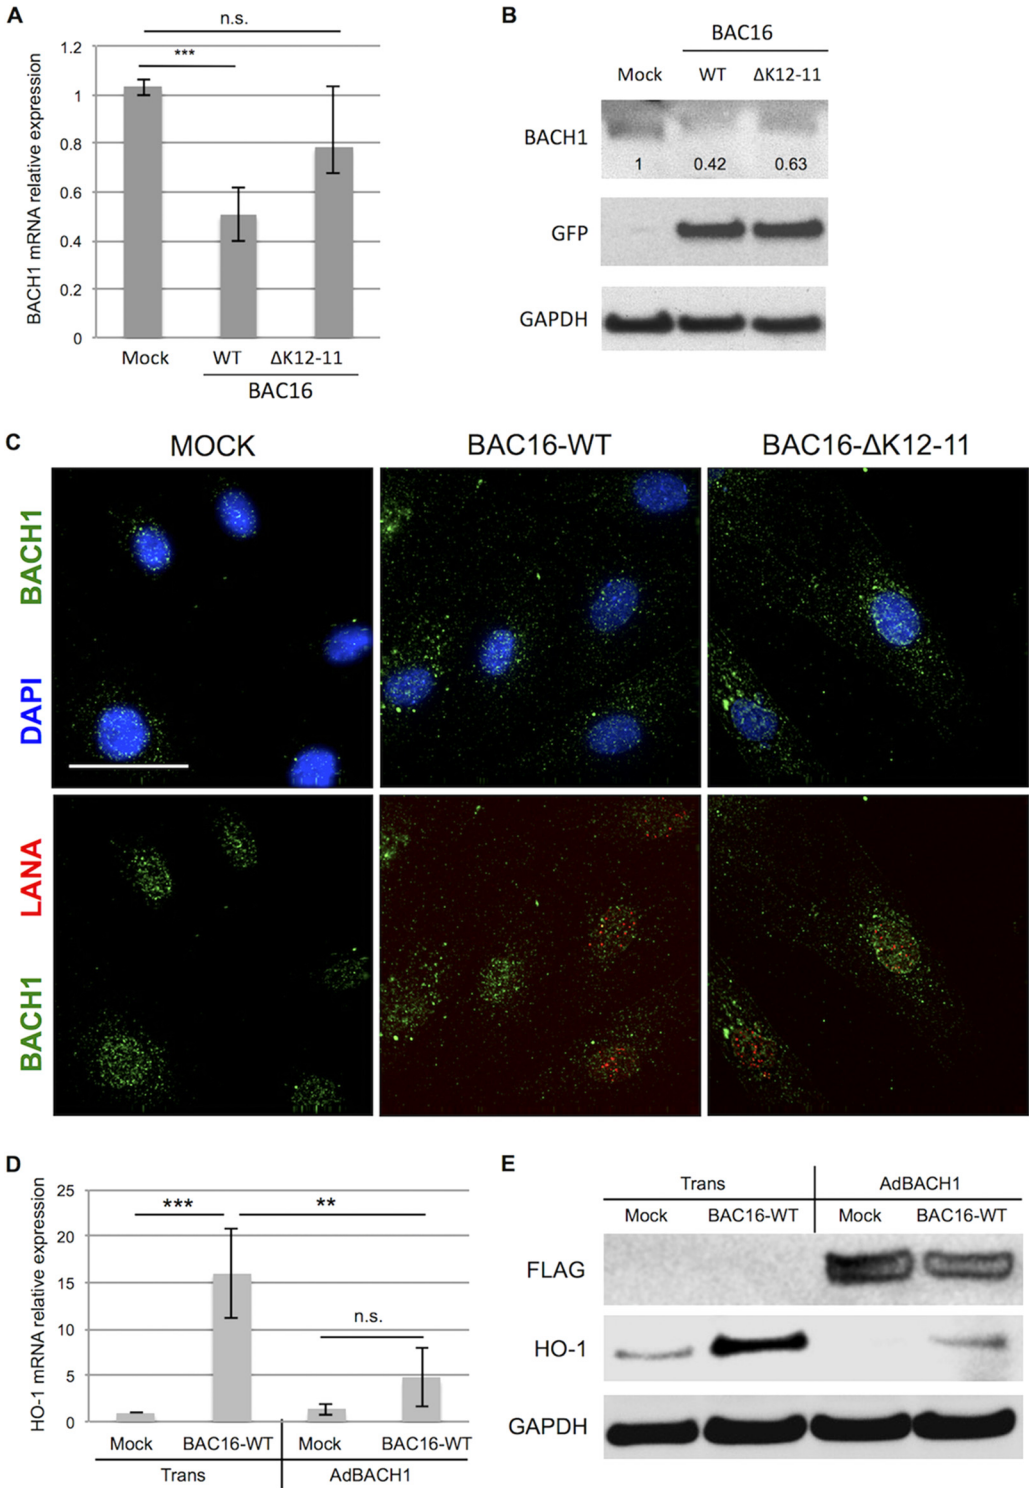 A
n.s.
***
1.2
1
0.8
0.6
0.4
0.2
0
BACH1 mRNA relative expression
Mock WT ΔK12-11
BAC16
B
BAC16
Mock WT ΔK12-11
BACH1
1 0.42 0.63
GFP
GAPDH
C
MOCK BAC16-WT BAC16-ΔK12-11
BACH1
DAPI
LANA
BACH1
D
HO-1 mRNA relative expression
25
20
15
10
5
0
*** **
n.s.
Mock BAC16-WT Mock BAC16-WT
Trans AdBACH1
E
Trans AdBACH1
Mock BAC16-WT Mock BAC16-WT
FLAG
HO-1
GAPDH